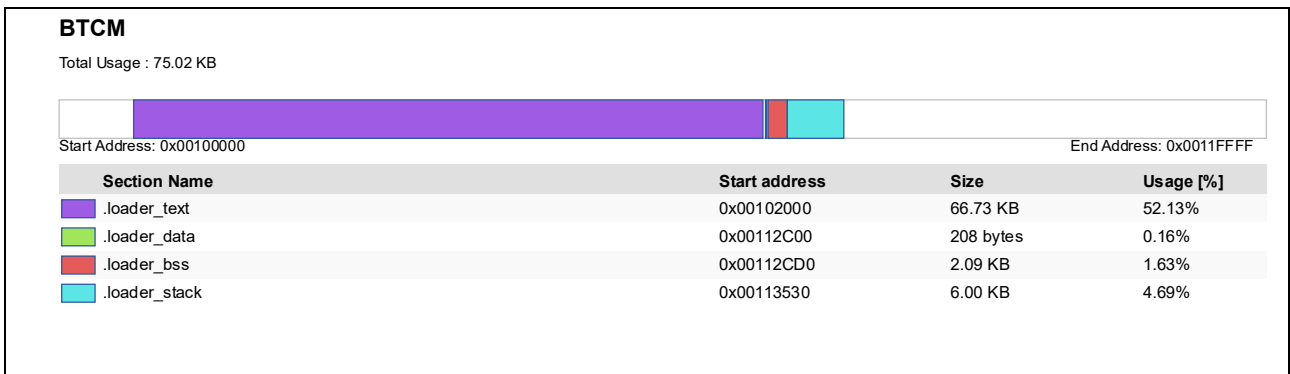 BTCM
Total Usage : 75.02 KB
Start Address: 0x00100000 End Address: 0x0011FFFF
Section Name Start address Size Usage [%]
.loader_text 0x00102000 66.73 KB 52.13%
.loader_data 0x00112C00 208 bytes 0.16%
.loader_bss 0x00112CD0 2.09 KB 1.63%
.loader_stack 0x00113530 6.00 KB 4.69%